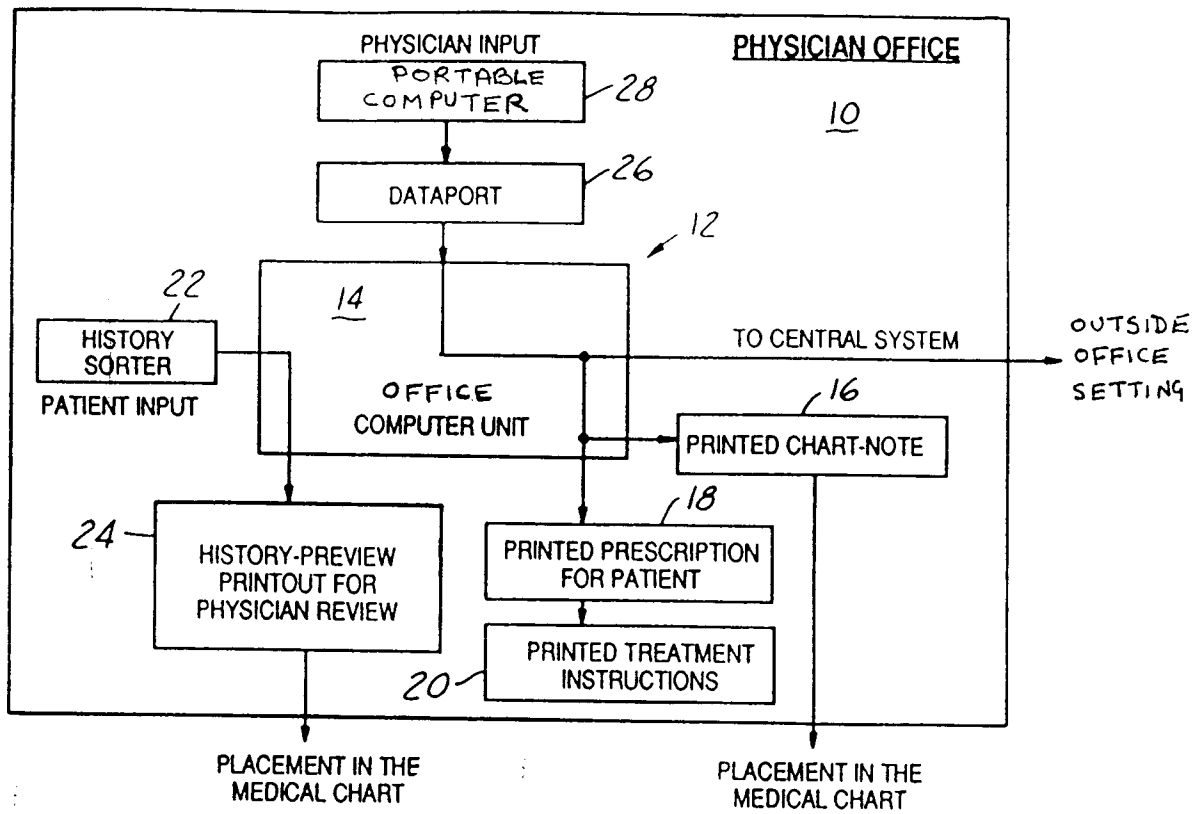 PHYSICIAN INPUT
PORTABLE
COMPUTER
28
PHYSICIAN OFFICE
10
DATAPORT
26
12
22
HISTORY
SORTER
PATIENT INPUT
14
OFFICE
COMPUTER UNIT
TO CENTRAL SYSTEM
OUTSIDE
OFFICE
SETTING
16
PRINTED CHART-NOTE
24
HISTORY-PREVIEW
PRINTOUT FOR
PHYSICIAN REVIEW
18
PRINTED PRESCRIPTION
FOR PATIENT
20
PRINTED TREATMENT
INSTRUCTIONS
PLACEMENT IN THE
MEDICAL CHART
PLACEMENT IN THE
MEDICAL CHART